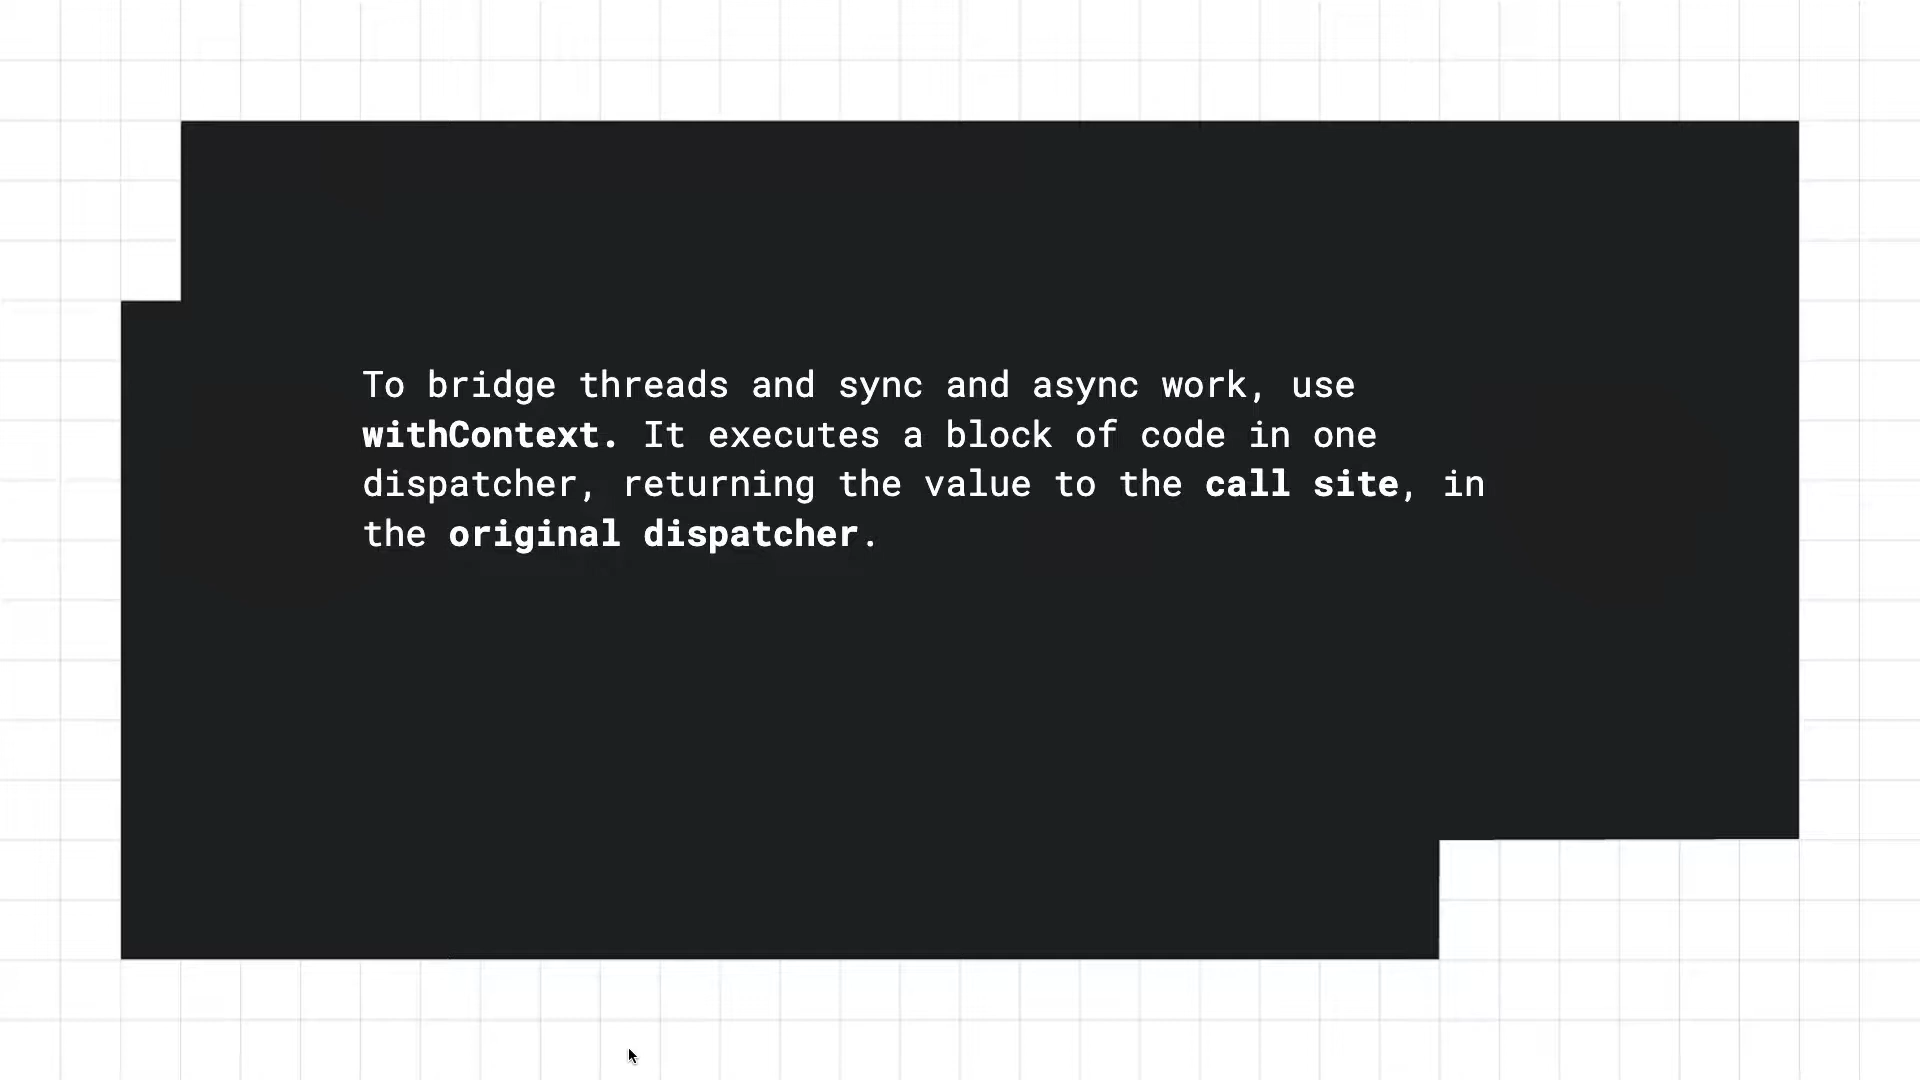 To bridge threads and sync and async work, use
withContext. It executes a block of code in one
dispatcher, returning the value to the call site, in
the original dispatcher.